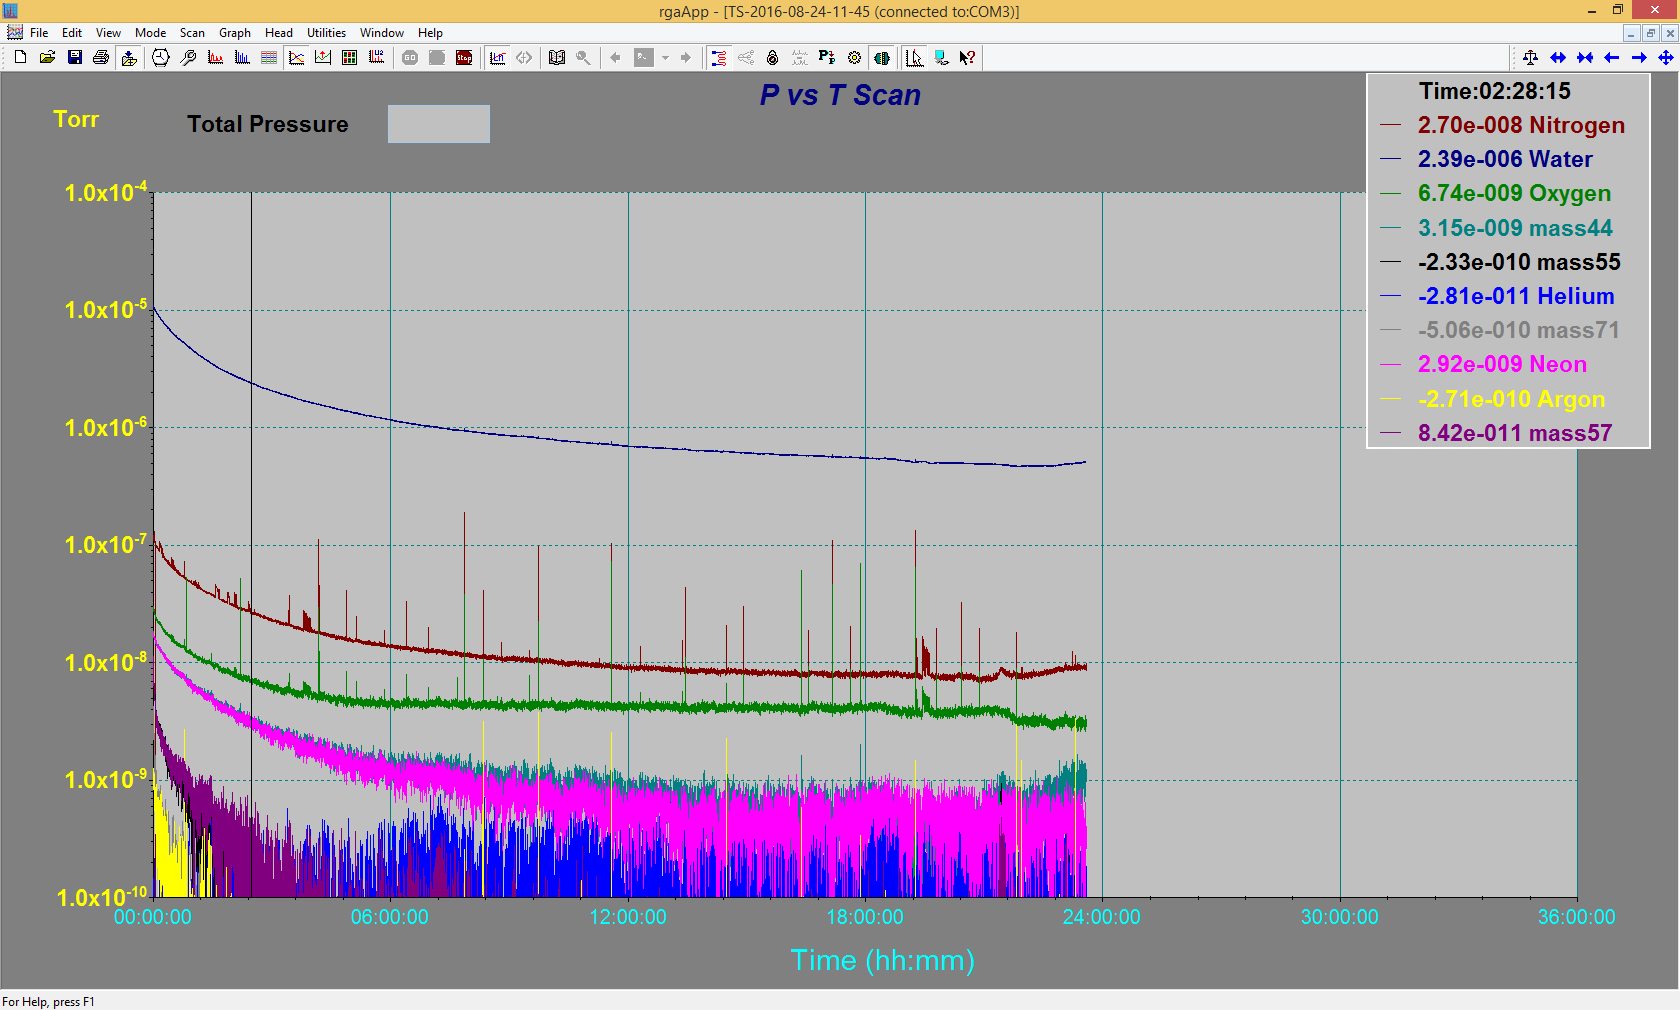 rgaApp - [TS-2016-08-24-11-45 (connected to:COM3)]
File Edit View Mode Scan Graph Head Utilities Window Help
GO Stop
P vs T Scan
Torr
Total Pressure
Time:02:28:15
2.70e-008 Nitrogen
2.39e-006 Water
6.74e-009 Oxygen
3.15e-009 mass44
-2.33e-010 mass55
-2.81e-011 Helium
-5.06e-010 mass71
2.92e-009 Neon
-2.71e-010 Argon
8.42e-011 mass57
1.0x10-4
1.0x10-5
1.0x10-6
1.0x10-7
1.0x10-8
1.0x10-9
1.0x10-10
00:00:00 06:00:00 12:00:00 18:00:00 24:00:00 30:00:00 36:00:00
Time (hh:mm)
For Help, press F1